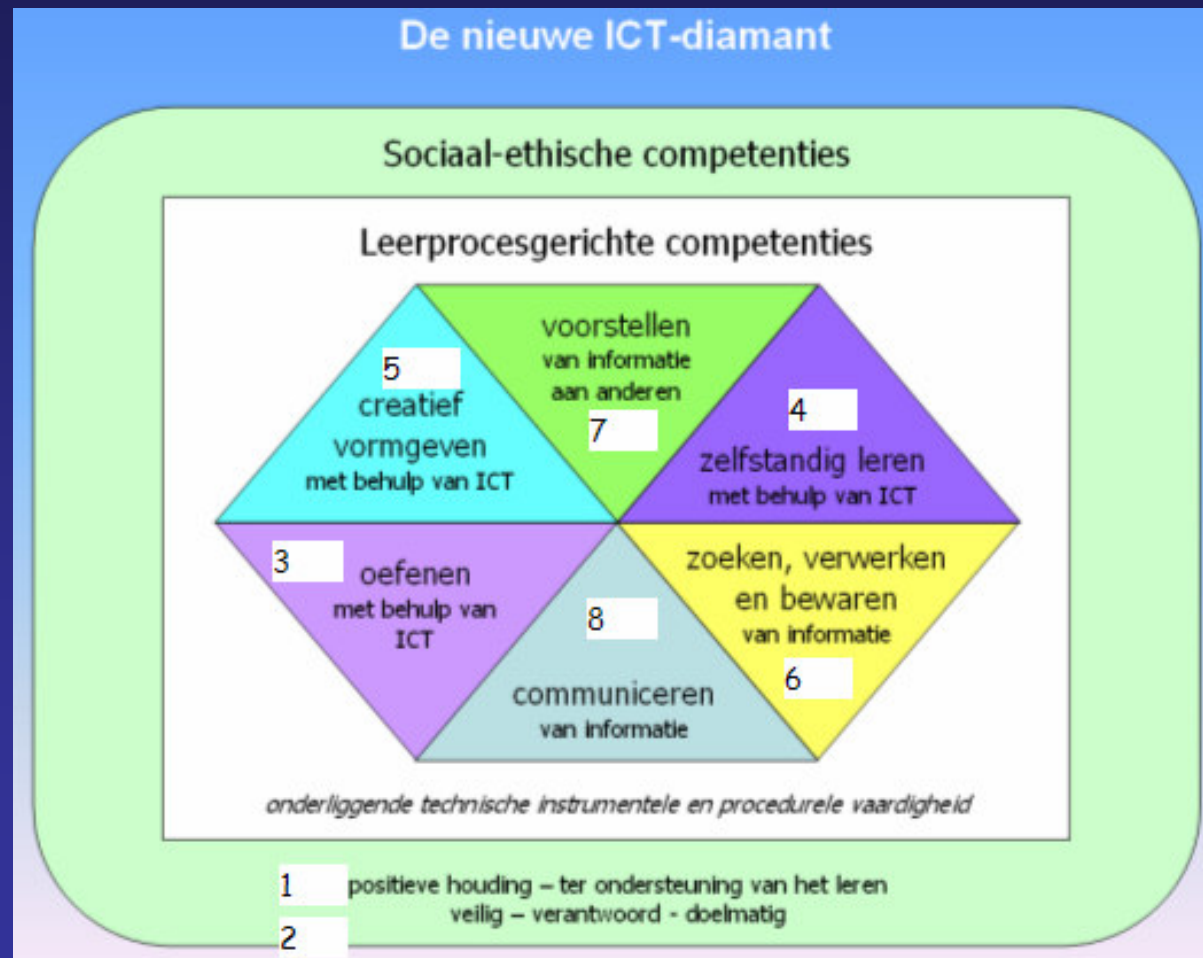 De nieuwe ICT-diamant
Sociaal-ethische competenties
Leerprocesgerichte competenties
5
creatief
vormgeven
met behulp van ICT
voorstellen
van informatie
aan anderen
7
4
zelfstandig leren
met behulp van ICT
3
oefenen
met behulp van
ICT
8
communiceren
van informatie
zoeken, verwerken
en bewaren
van informatie
6
onderliggende technische instrumentele en procedurele vaardigheid
1 positieve houding – ter ondersteuning van het leren
veilig – verantwoord - doelmatig
2